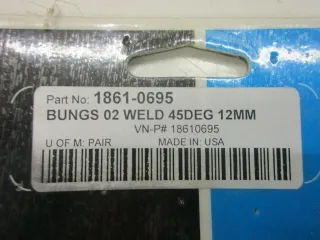 Part No: 1861-0695
BUNGS 02 WELD 45DEG 12MM
VN-P# 18610695
U OF M: PAIR MADE IN: USA